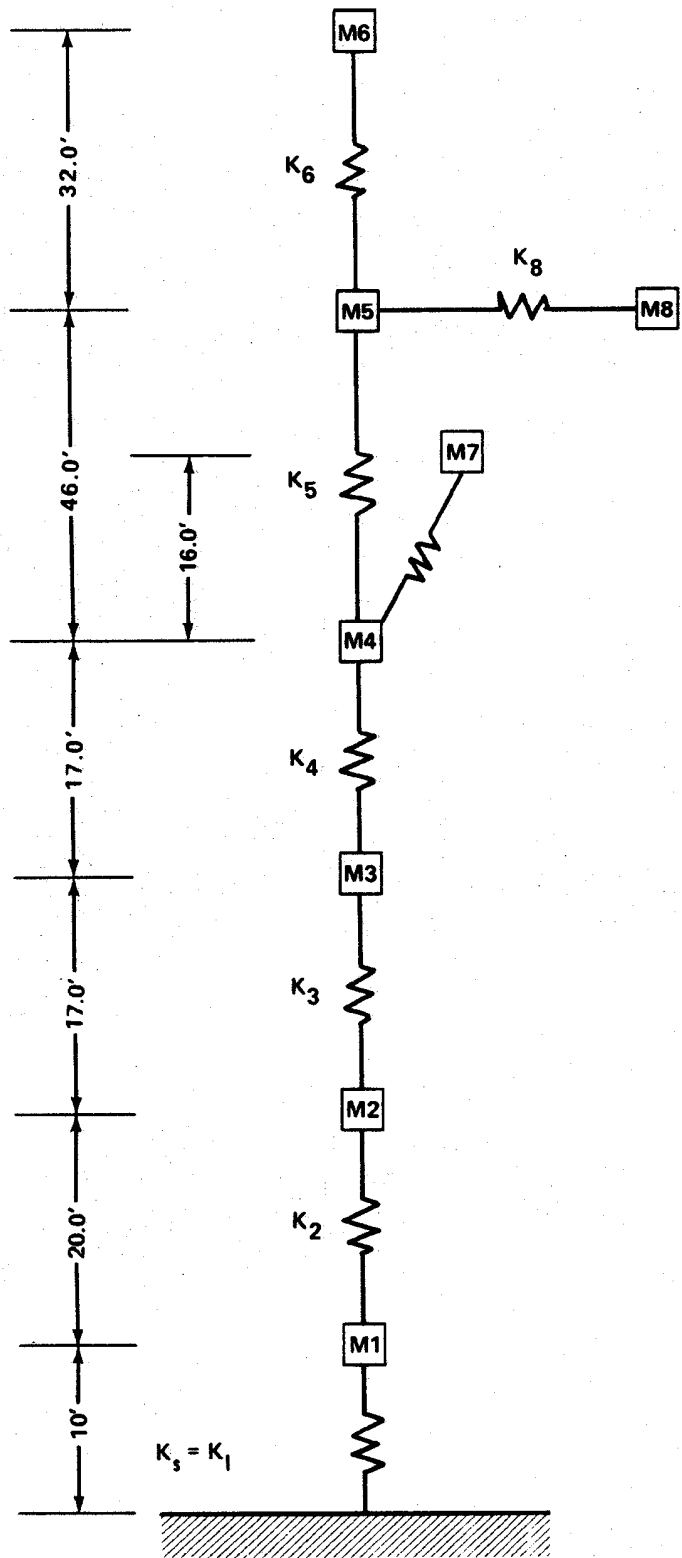 M6
32.0′
K6
K8
M5
M8
M7
46.0′
K5
16.0′
M4
17.0′
K4
M3
17.0′
K3
M2
20.0′
K2
M1
10′
Ks = Kl